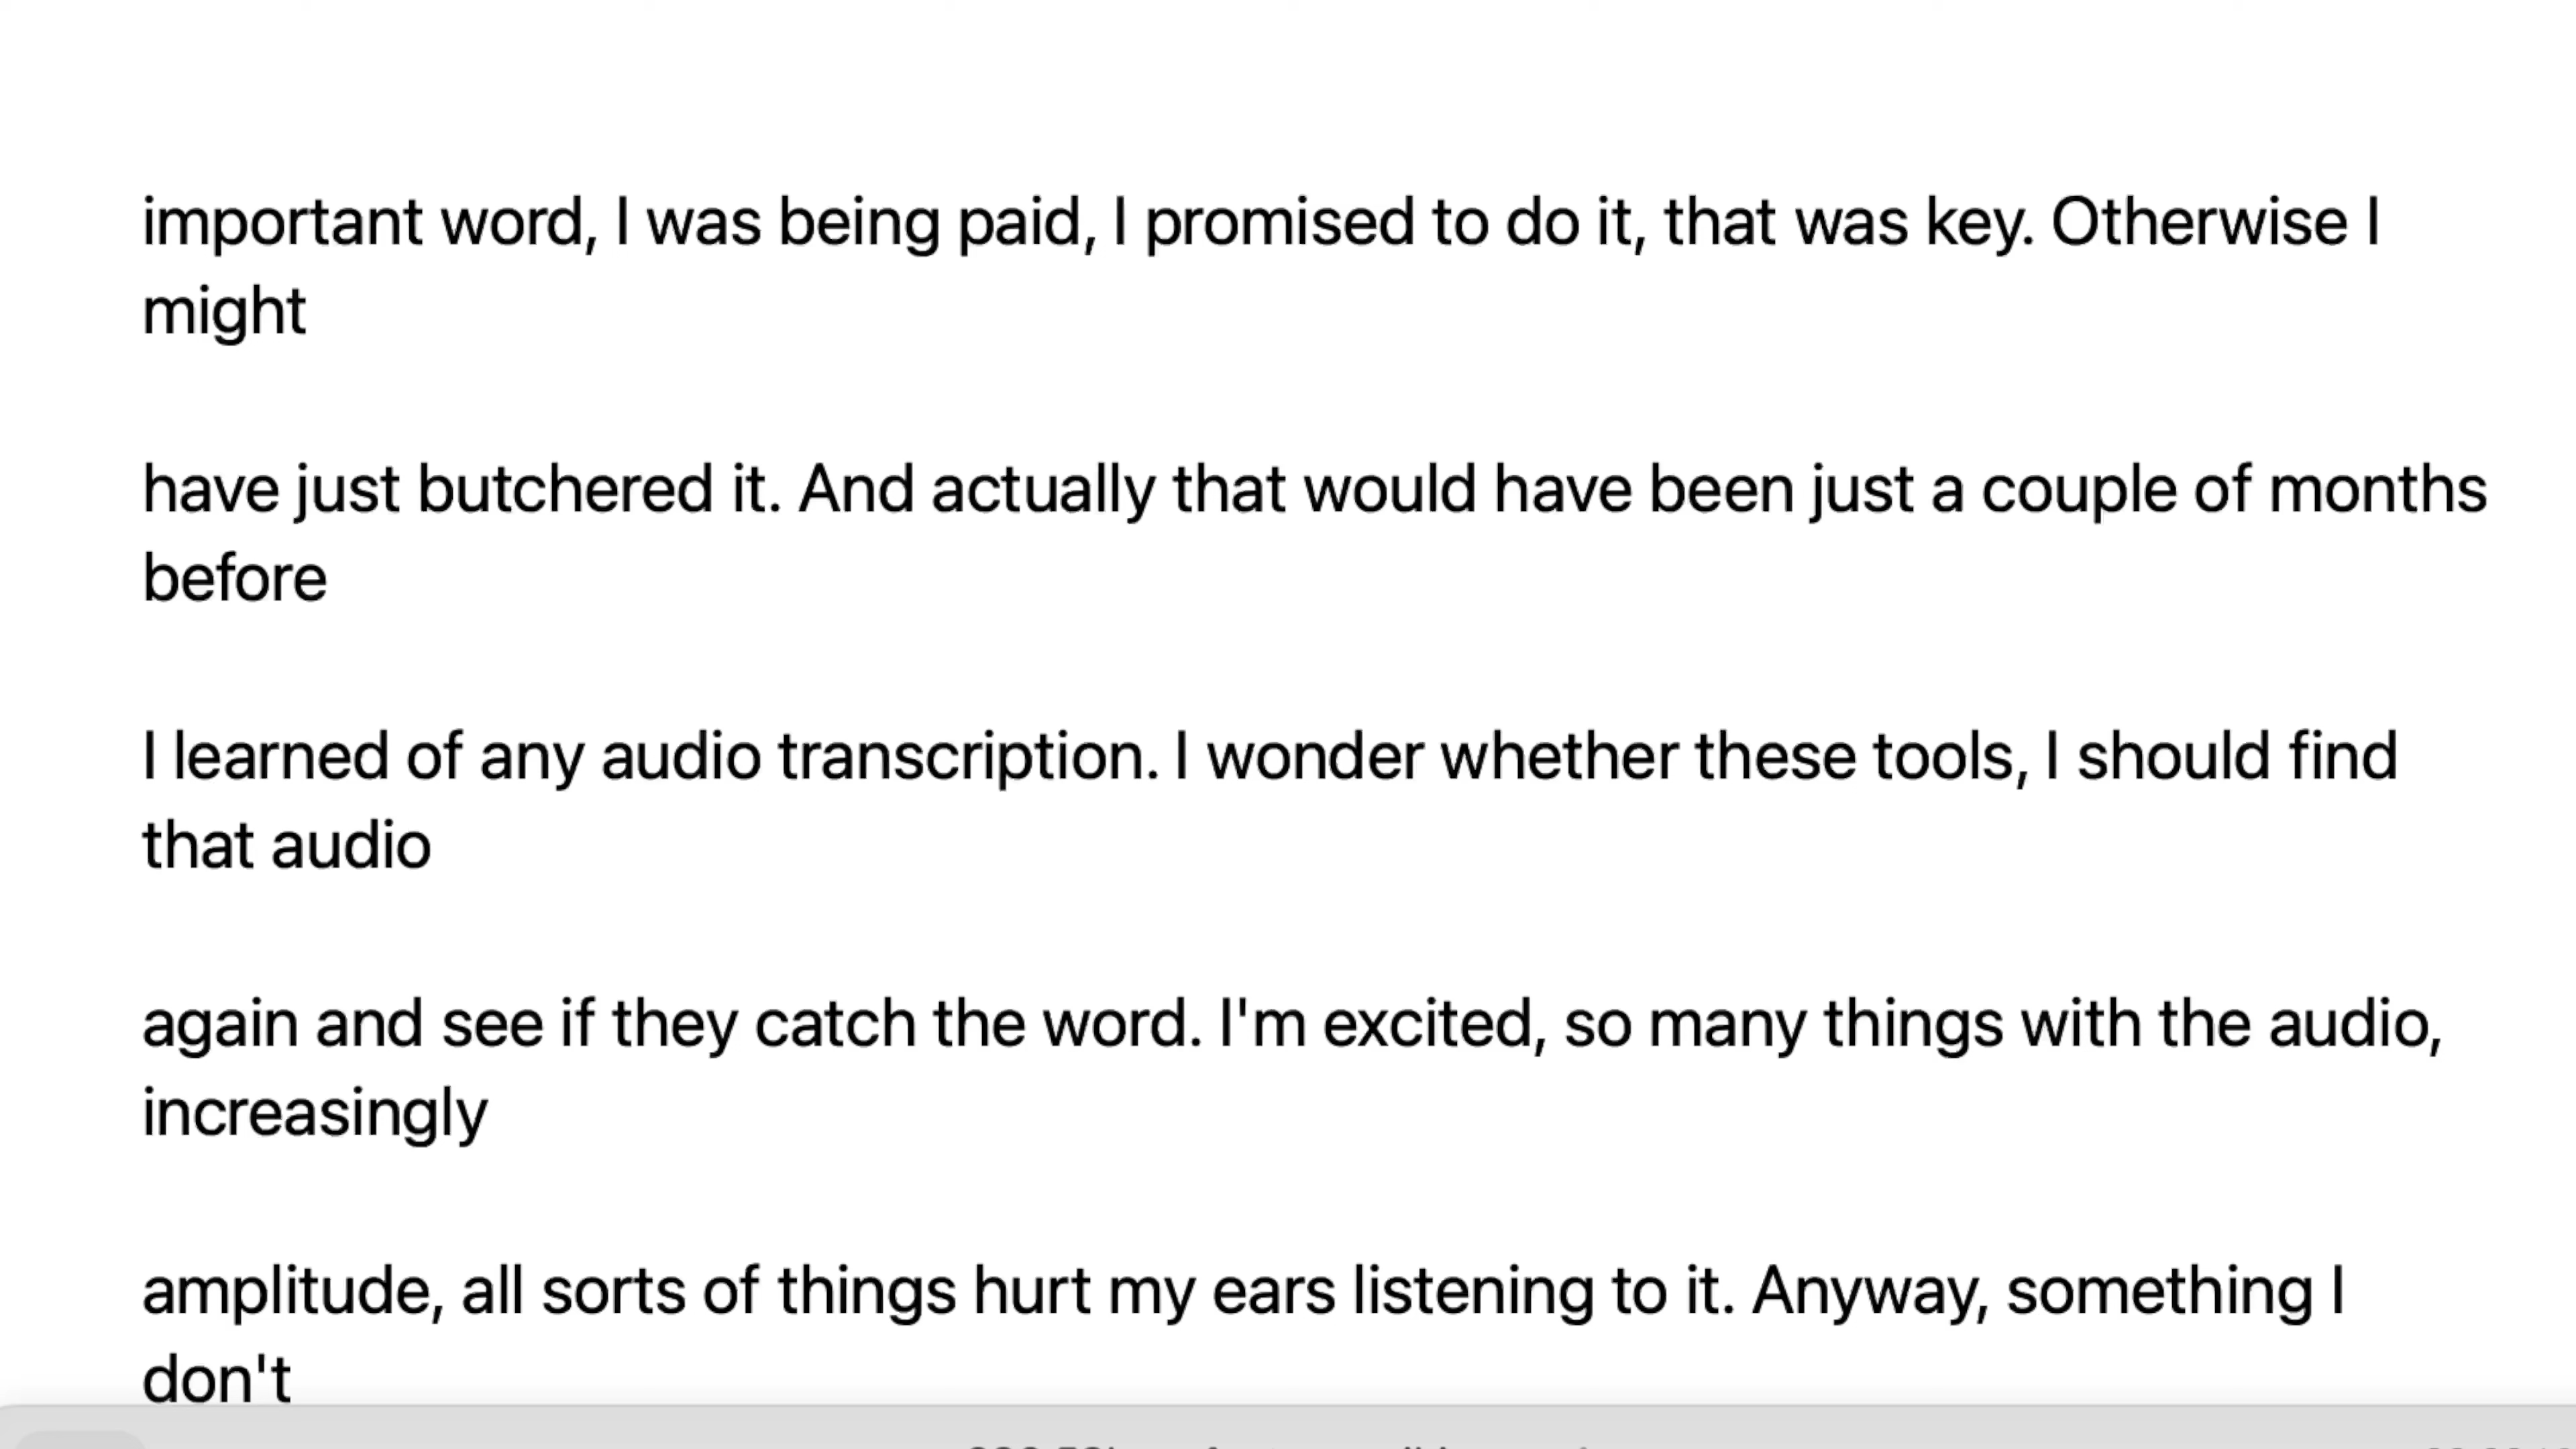 important word, I was being paid, I promised to do it, that was key. Otherwise I
might
have just butchered it. And actually that would have been just a couple of months
before
I learned of any audio transcription. I wonder whether these tools, I should find
that audio
again and see if they catch the word. I'm excited, so many things with the audio,
increasingly
amplitude, all sorts of things hurt my ears listening to it. Anyway, something I
don't